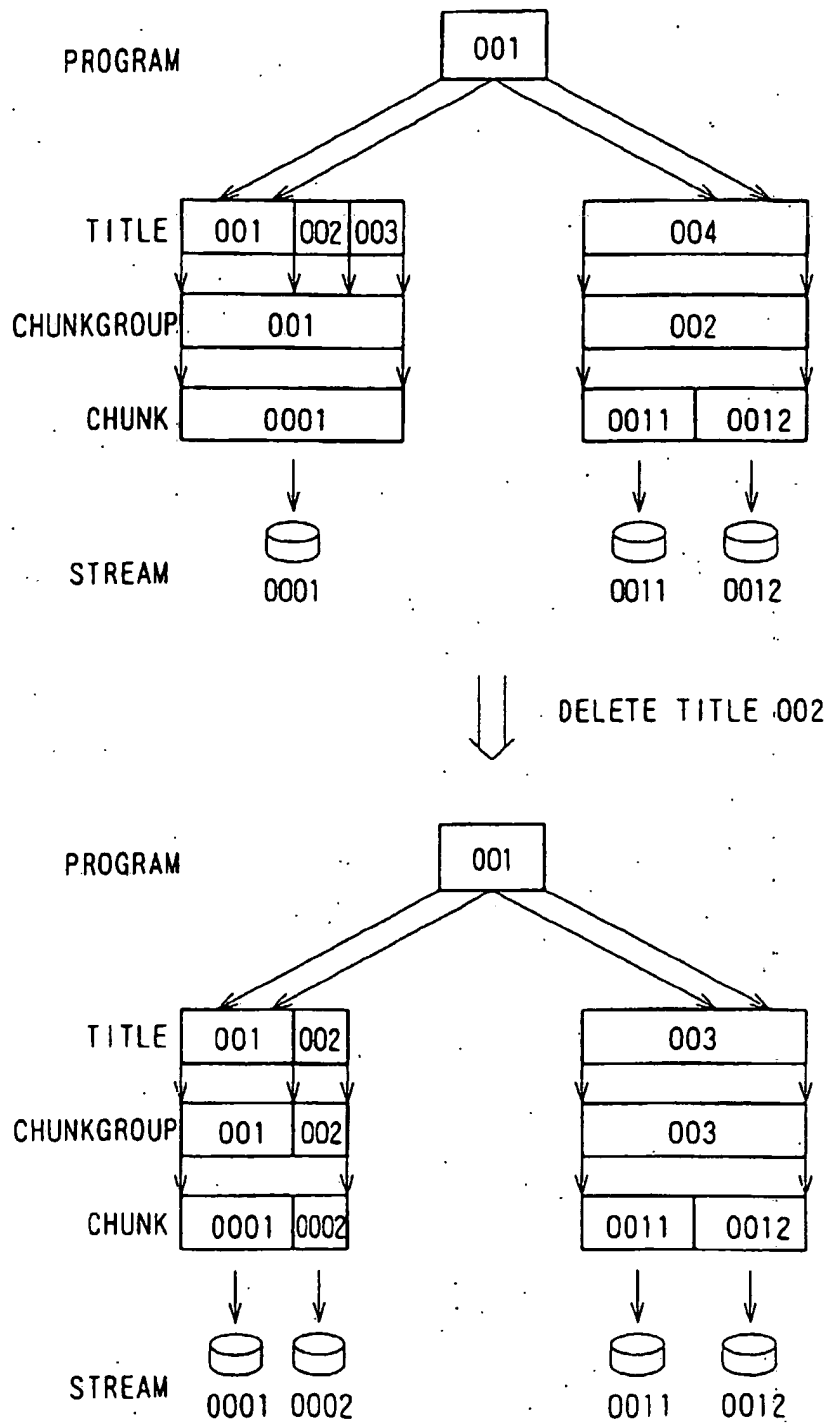 PROGRAM 001
TITLE 001 002 003 004
CHUNKGROUP 001 002
CHUNK 0001 0011 0012
STREAM 0001 0011 0012
DELETE TITLE 002
PROGRAM 001
TITLE 001 002 003
CHUNKGROUP 001 002 003
CHUNK 0001 0002 0011 0012
STREAM 0001 0002 0011 0012